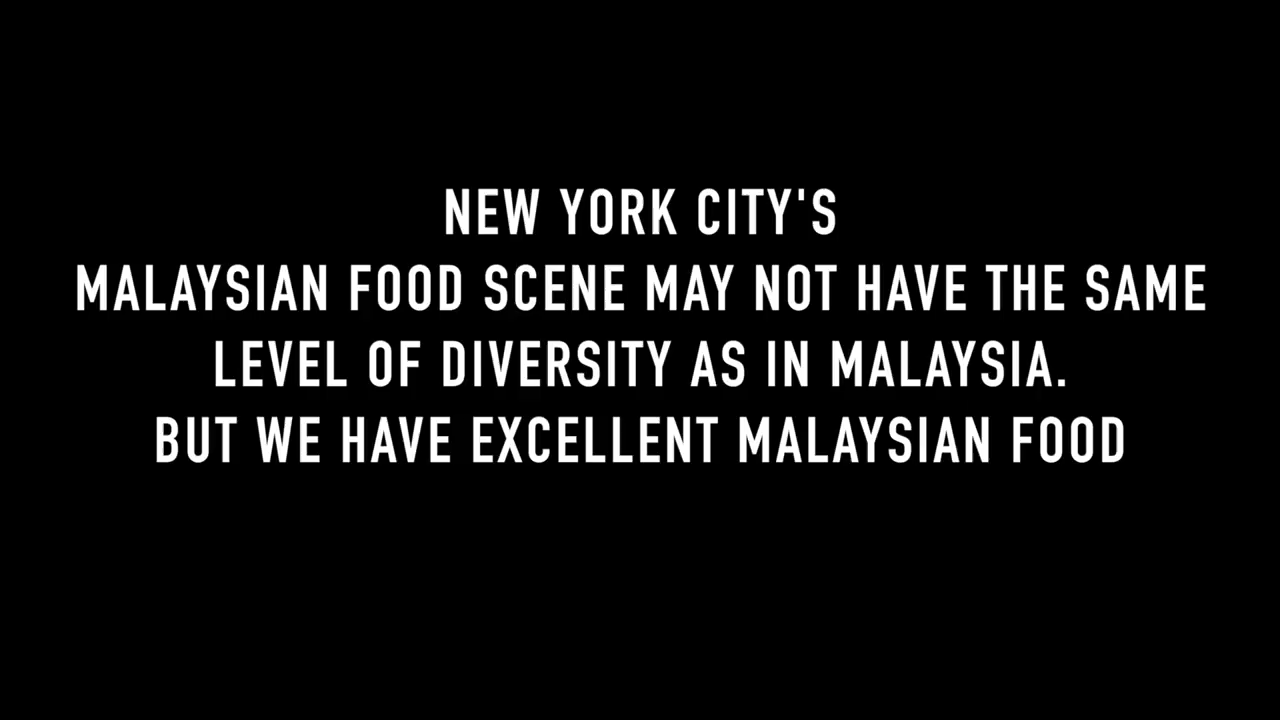 NEW YORK CITY'S
MALAYSIAN FOOD SCENE MAY NOT HAVE THE SAME
LEVEL OF DIVERSITY AS IN MALAYSIA.
BUT WE HAVE EXCELLENT MALAYSIAN FOOD